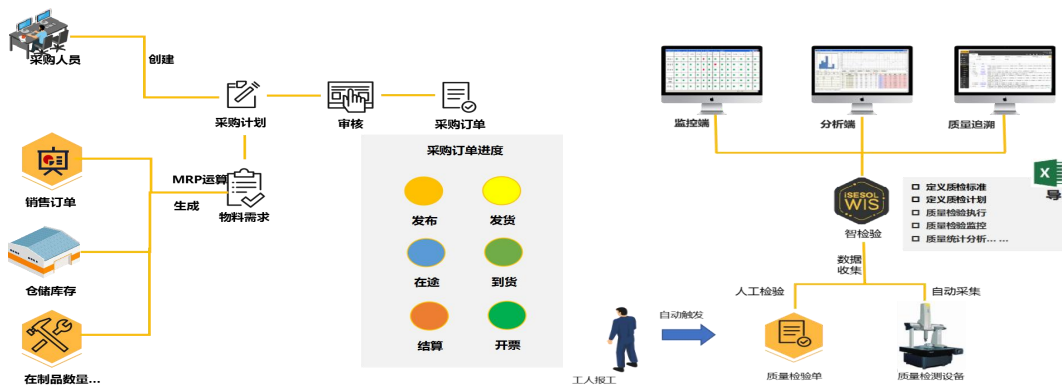 采购人员
创建
采购计划
审核
采购订单
采购订单进度
销售订单
MRP运算
生成
物料需求
发布
发货
仓储库存
在途
到货
结算
开票
在制品数量...
监控端
分析端
质量追溯
ISESOL
WIS
智检验
定义质检标准
定义质检计划
质量检验执行
质量检验监控
质量统计分析... ...
X
导
数据
收集
人工检验
自动采集
自动触发
工人报工
质量检验单
质量检测设备